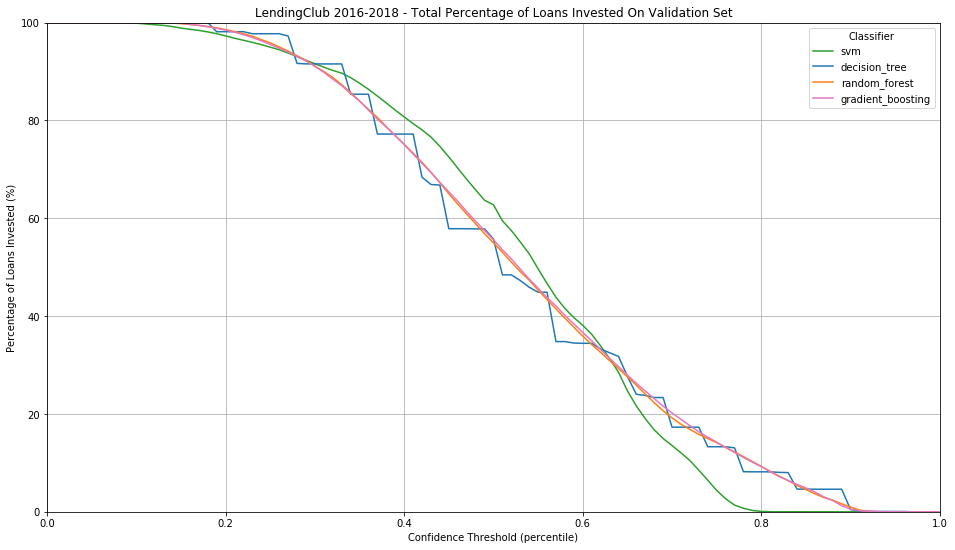 LendingClub 2016-2018 - Total Percentage of Loans Invested On Validation Set
Percentage of Loans Invested (%)
100
80
60
40
20
0
Classifier
svm
decision_tree
random_forest
gradient_boosting
0.0 0.2 0.4 0.6 0.8 1.0
Confidence Threshold (percentile)